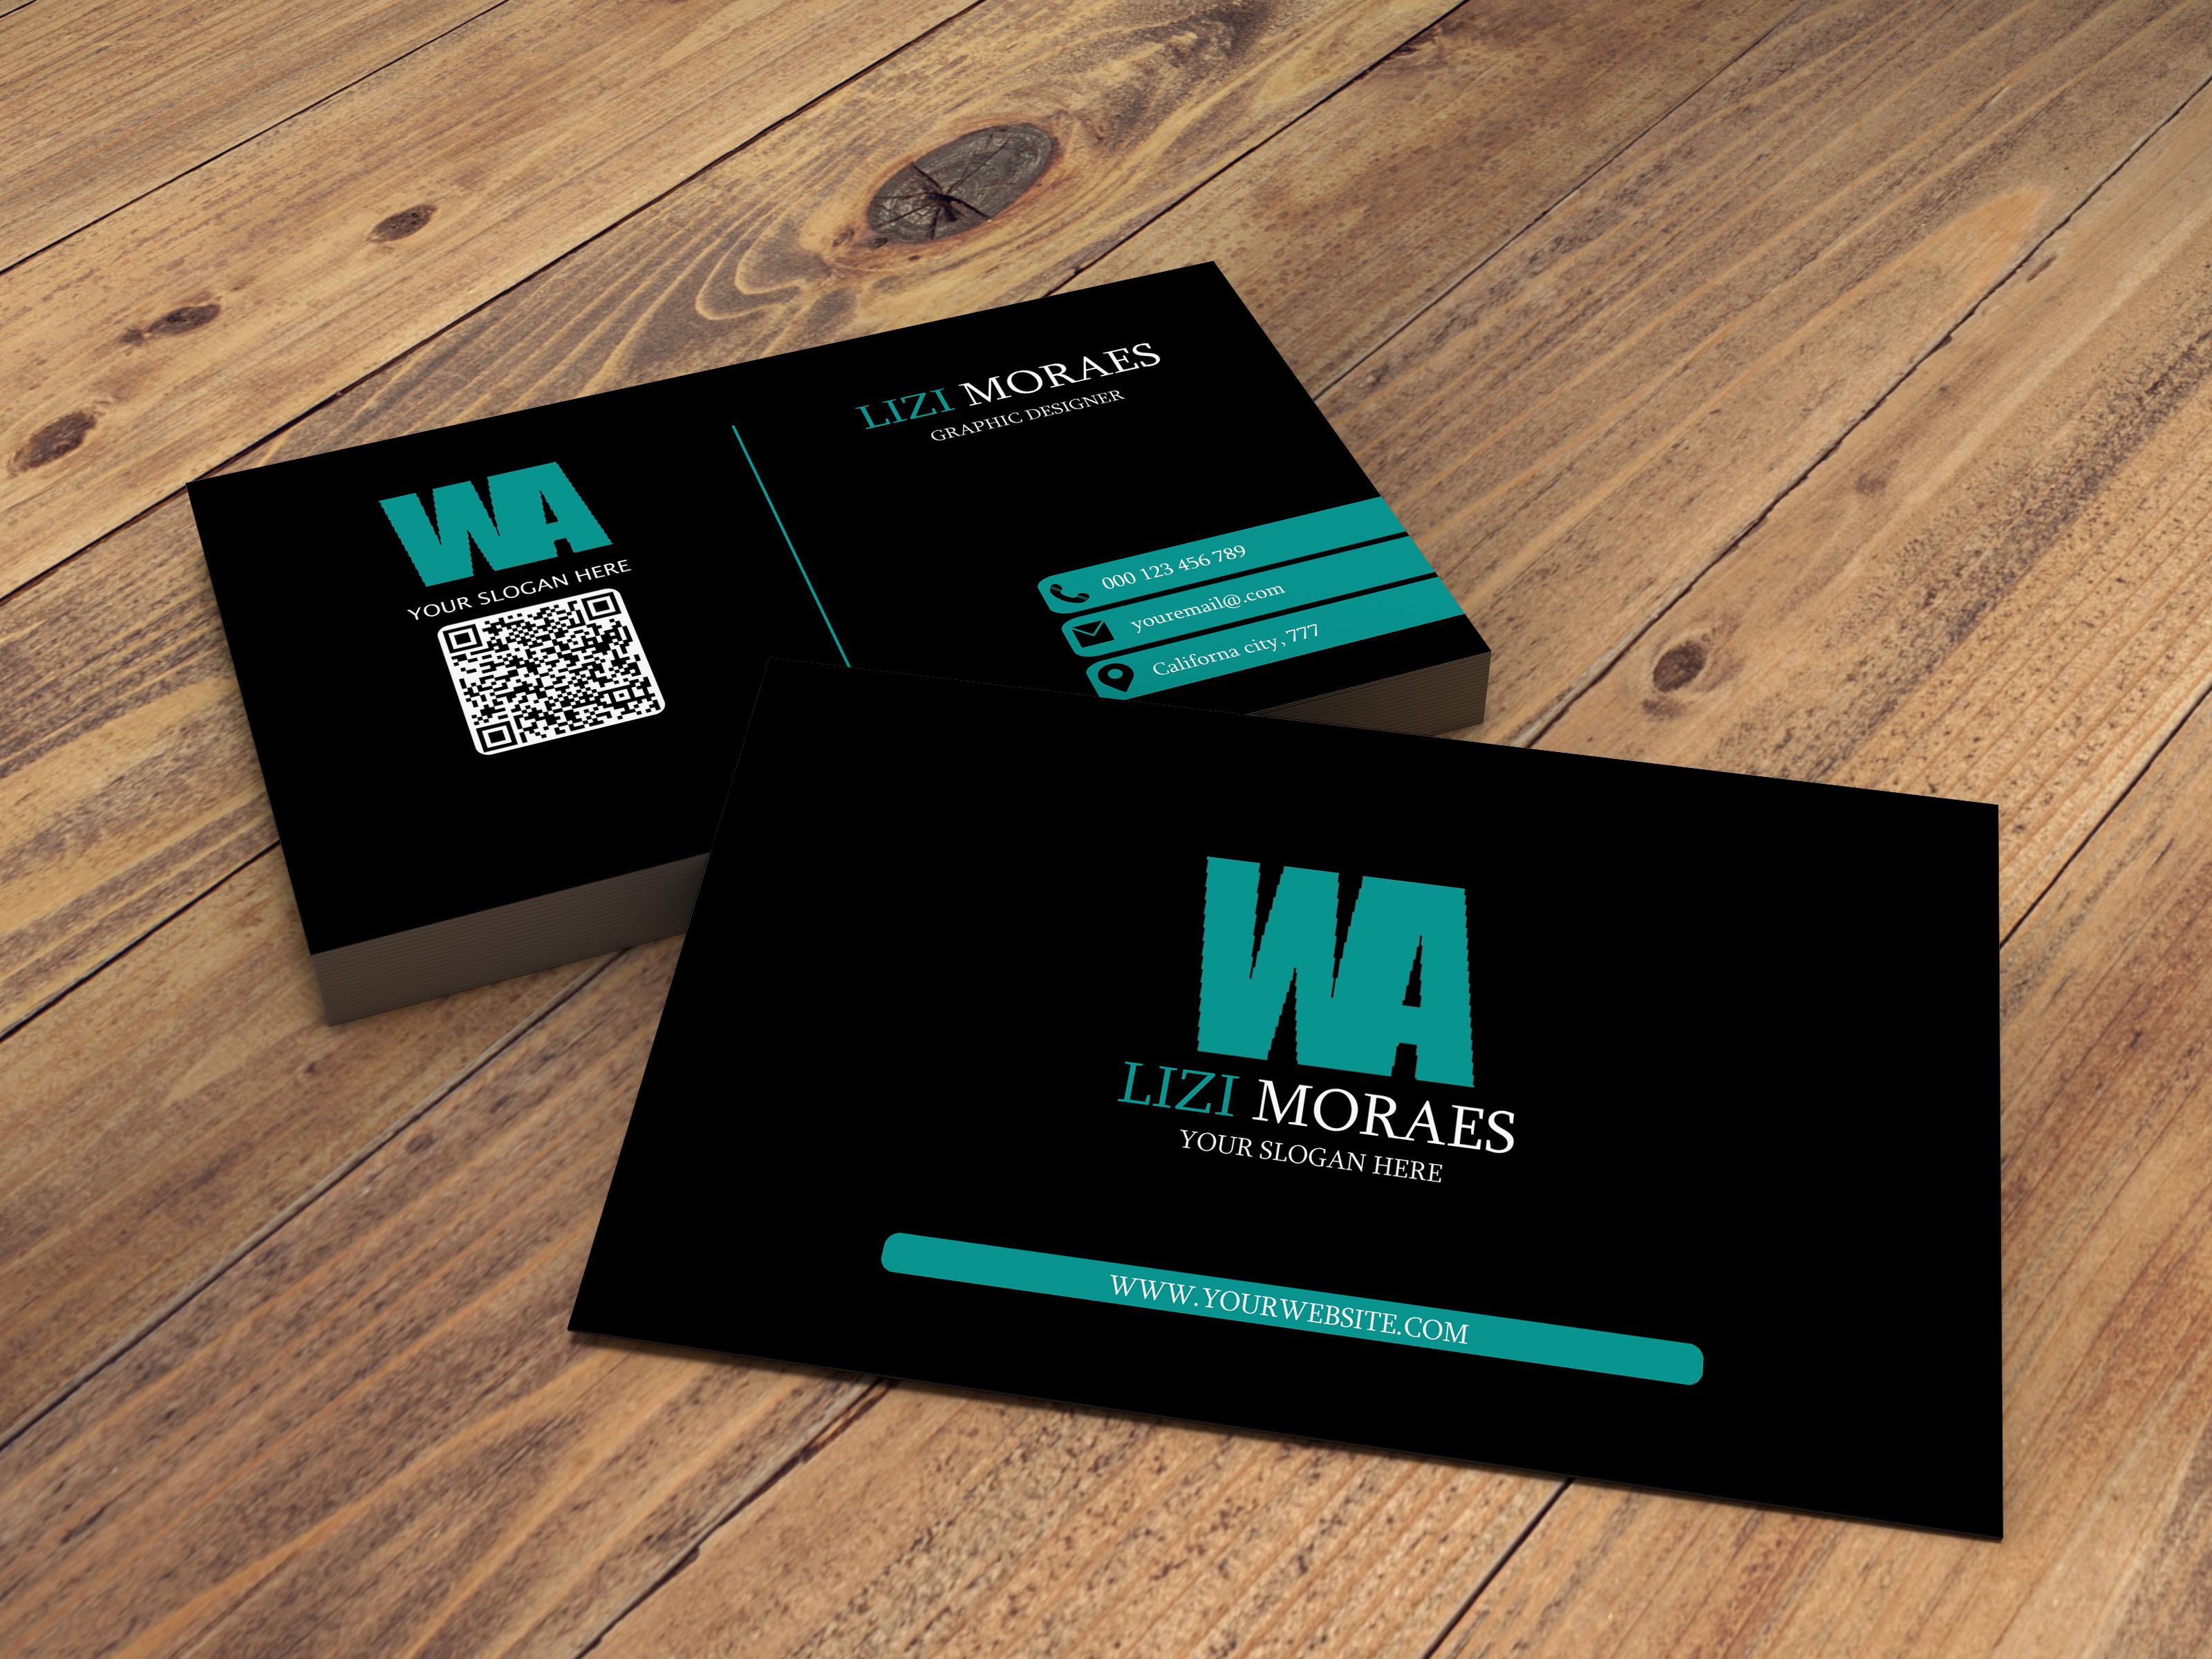 WA
YOUR SLOGAN HERE
LIZI MORAES
GRAPHIC DESIGNER
000 123 456 789
youremail@.com
Californa city, 777
WA
LIZI MORAES
YOUR SLOGAN HERE
WWW.YOURWEBSITE.COM